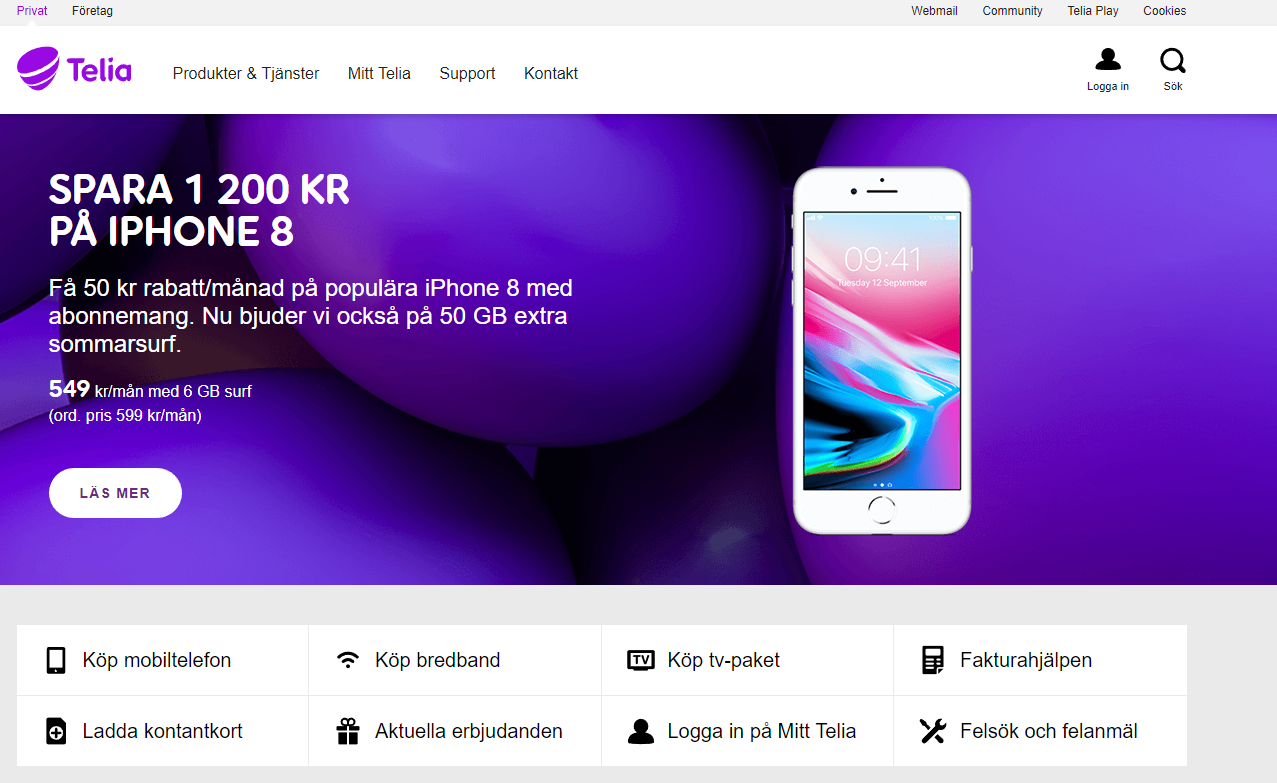 Privat Företag Webmail Community Telia Play Cookies
Telia Produkter & Tjänster Mitt Telia Support Kontakt
Logga in Sök
SPARA 1 200 KR
PÅ IPHONE 8
Få 50 kr rabatt/månad på populära iPhone 8 med
abonnemang. Nu bjuder vi också på 50 GB extra
sommarsurf.
549 kr/mån med 6 GB surf
(ord. pris 599 kr/mån)
LÄS MER
100%
09:41
Tuesday 12 September
Köp mobiltelefon Köp bredband TV Köp tv-paket Fakturahjälpen
Ladda kontantkort Aktuella erbjudanden Logga in på Mitt Telia Felsök och felanmäl